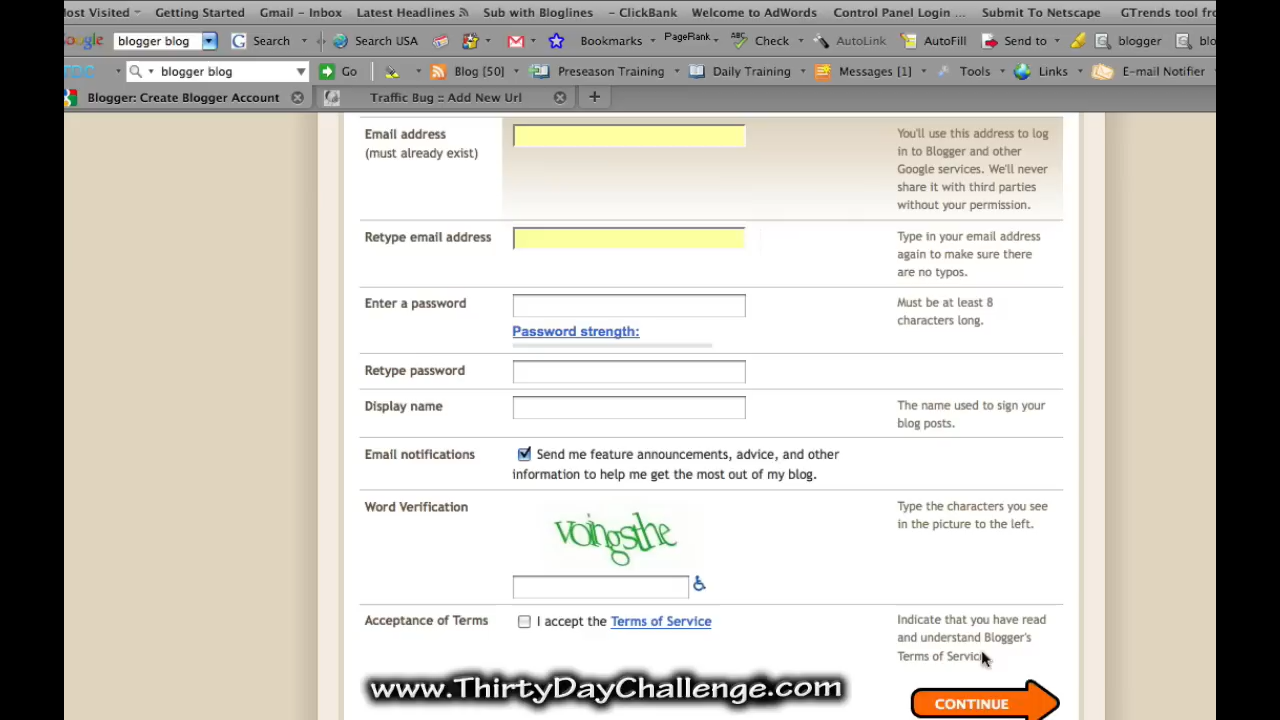 ost Visited Getting Started Gmail - Inbox Latest Headlines Sub with Bloglines - ClickBank Welcome to AdWords Control Panel Login ... Submit To Netscape GTrends tool fr
oogle blogger blog Search Search USA Bookmarks PageRank Check AutoLink AutoFill Send to blogger blo
blogger blog Go Blog [50] Preseason Training Daily Training Messages [1] Tools Links E-mail Notifier
Blogger: Create Blogger Account Traffic Bug :: Add New Url
Email address
(must already exist)
You'll use this address to log
in to Blogger and other
Google services. We'll never
share it with third parties
without your permission.
Retype email address
Type in your email address
again to make sure there
are no typos.
Enter a password
Password strength:
Must be at least 8
characters long.
Retype password
Display name
The name used to sign your
blog posts.
Email notifications
Send me feature announcements, advice, and other
information to help me get the most out of my blog.
Word Verification
voingsthe
Type the characters you see
in the picture to the left.
Acceptance of Terms
I accept the Terms of Service
Indicate that you have read
and understand Blogger's
Terms of Servic
www.ThirtyDayChallenge.com
CONTINUE